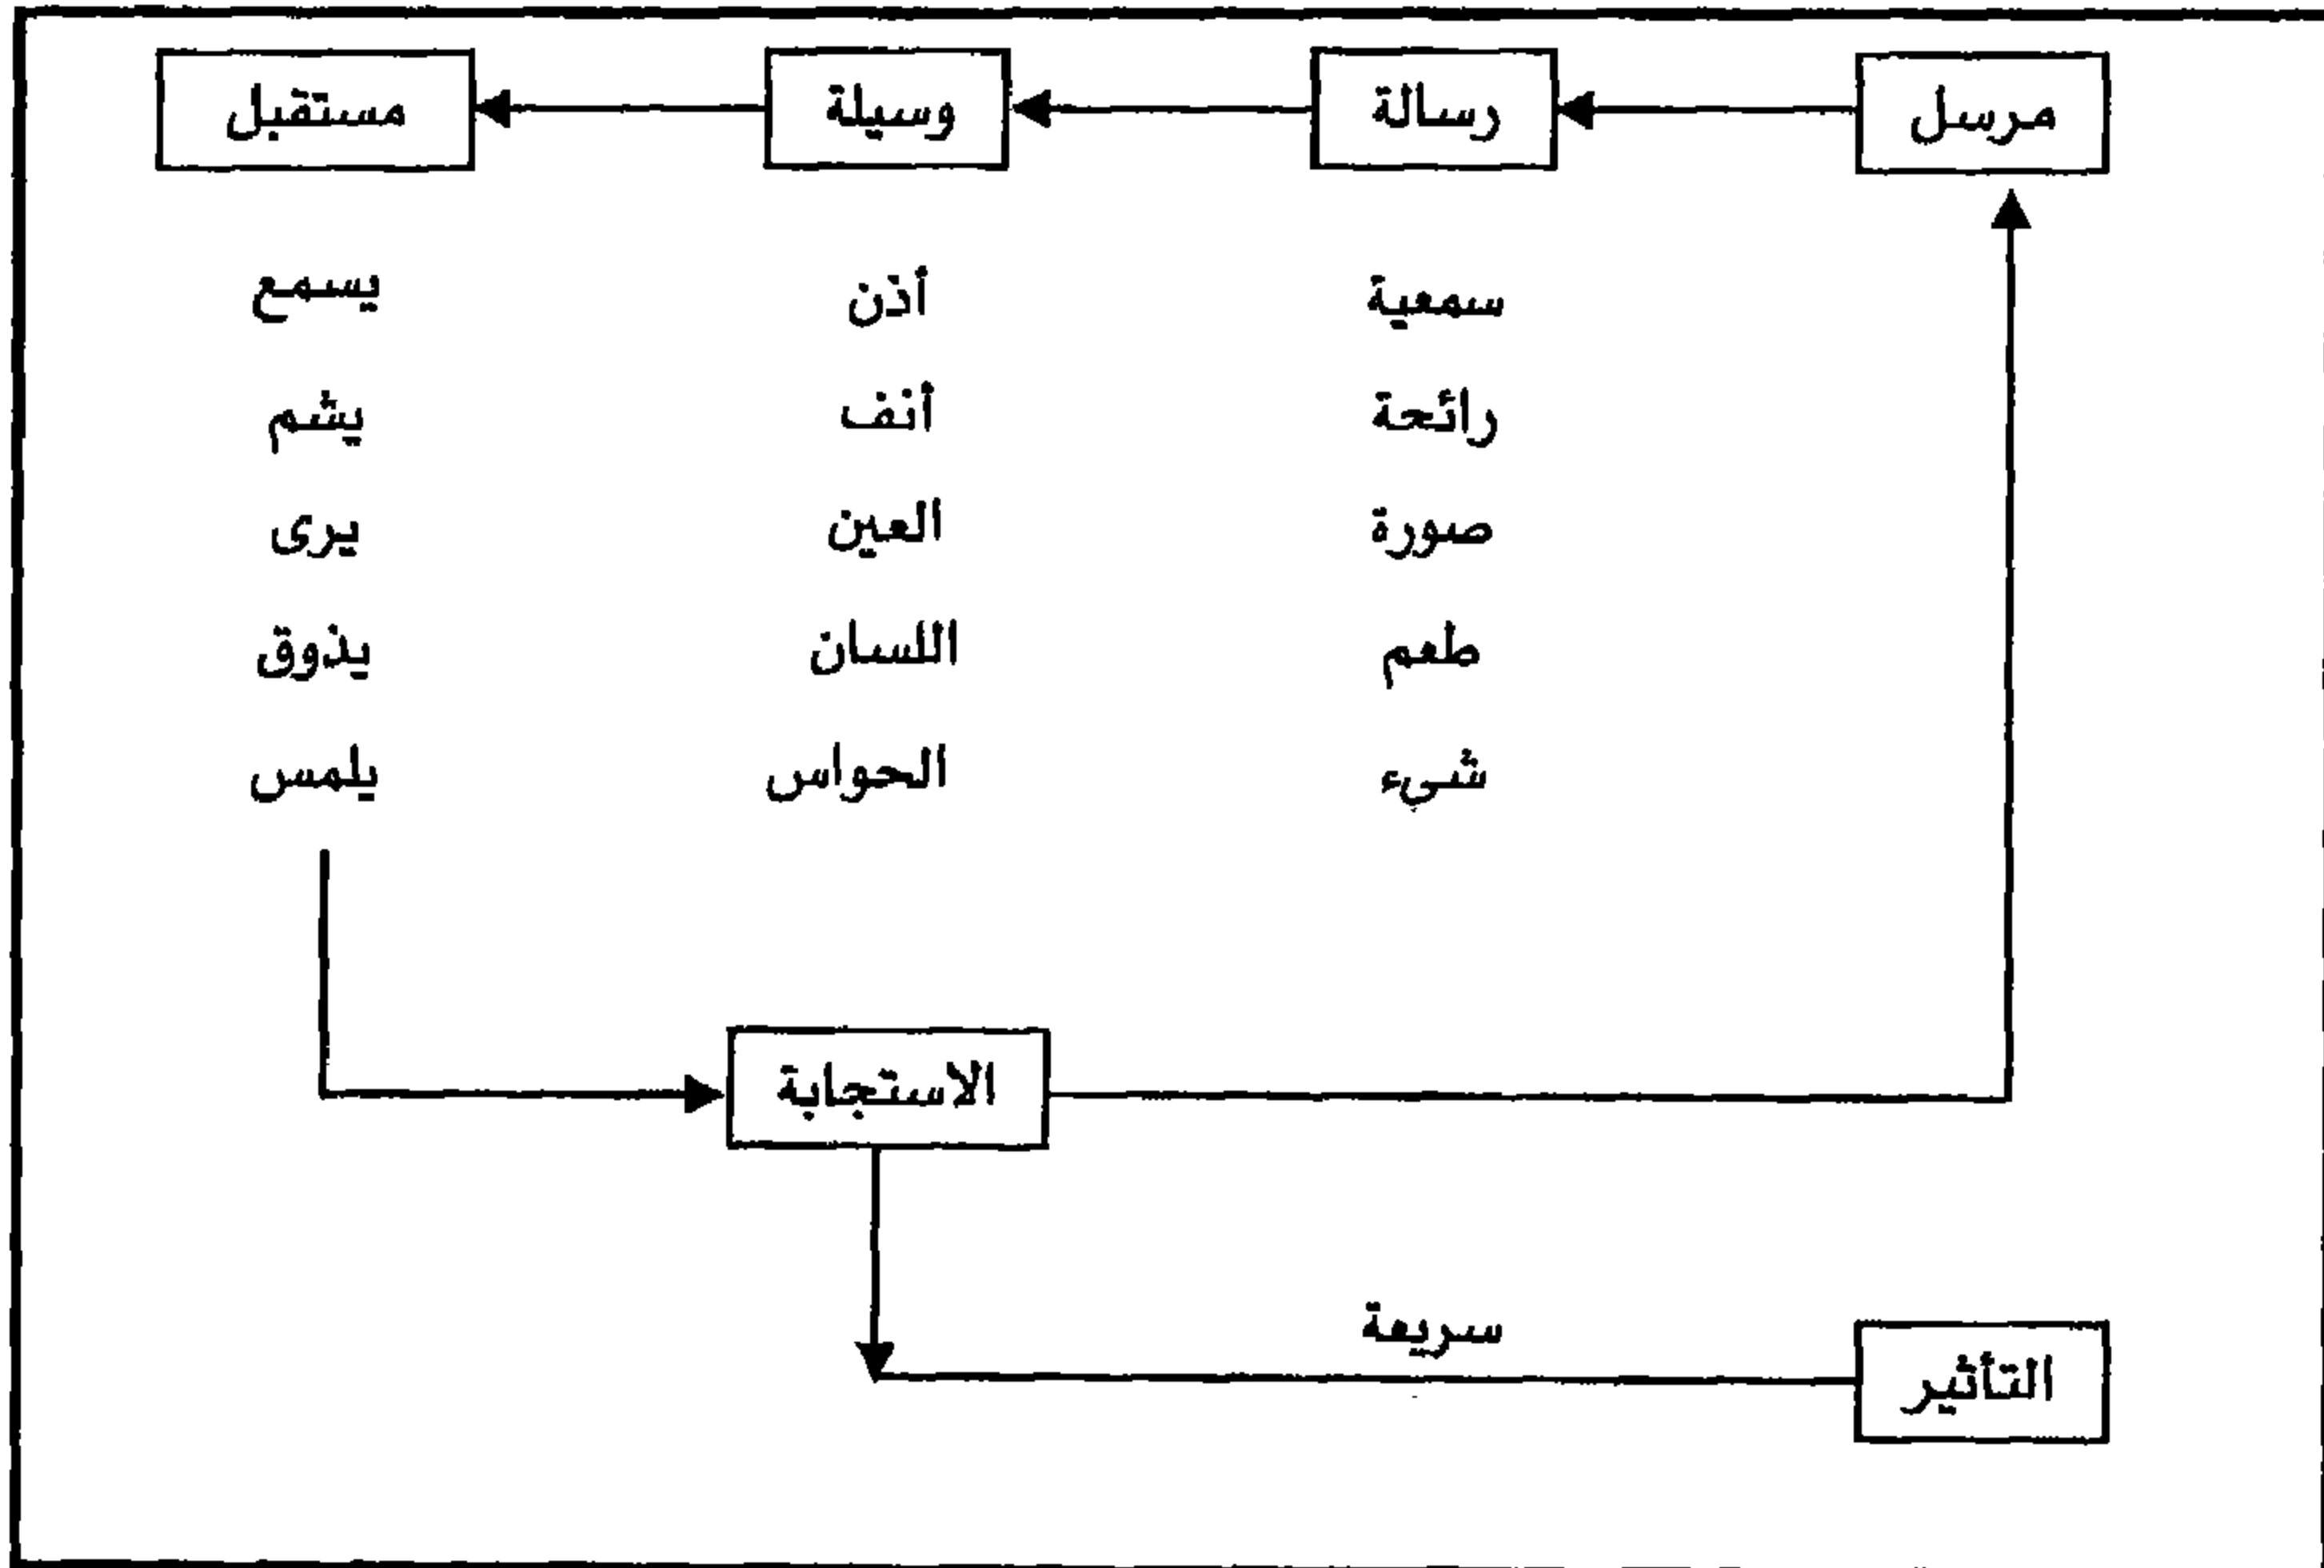 مرسل رسالة وسيلة مستقبل
سمعية أذن يسمع
رائحة أنف يشم
صورة العين يرى
طعم اللسان يذوق
شيء الحواس يلمس
الاستجابة
سريعة
التأثير